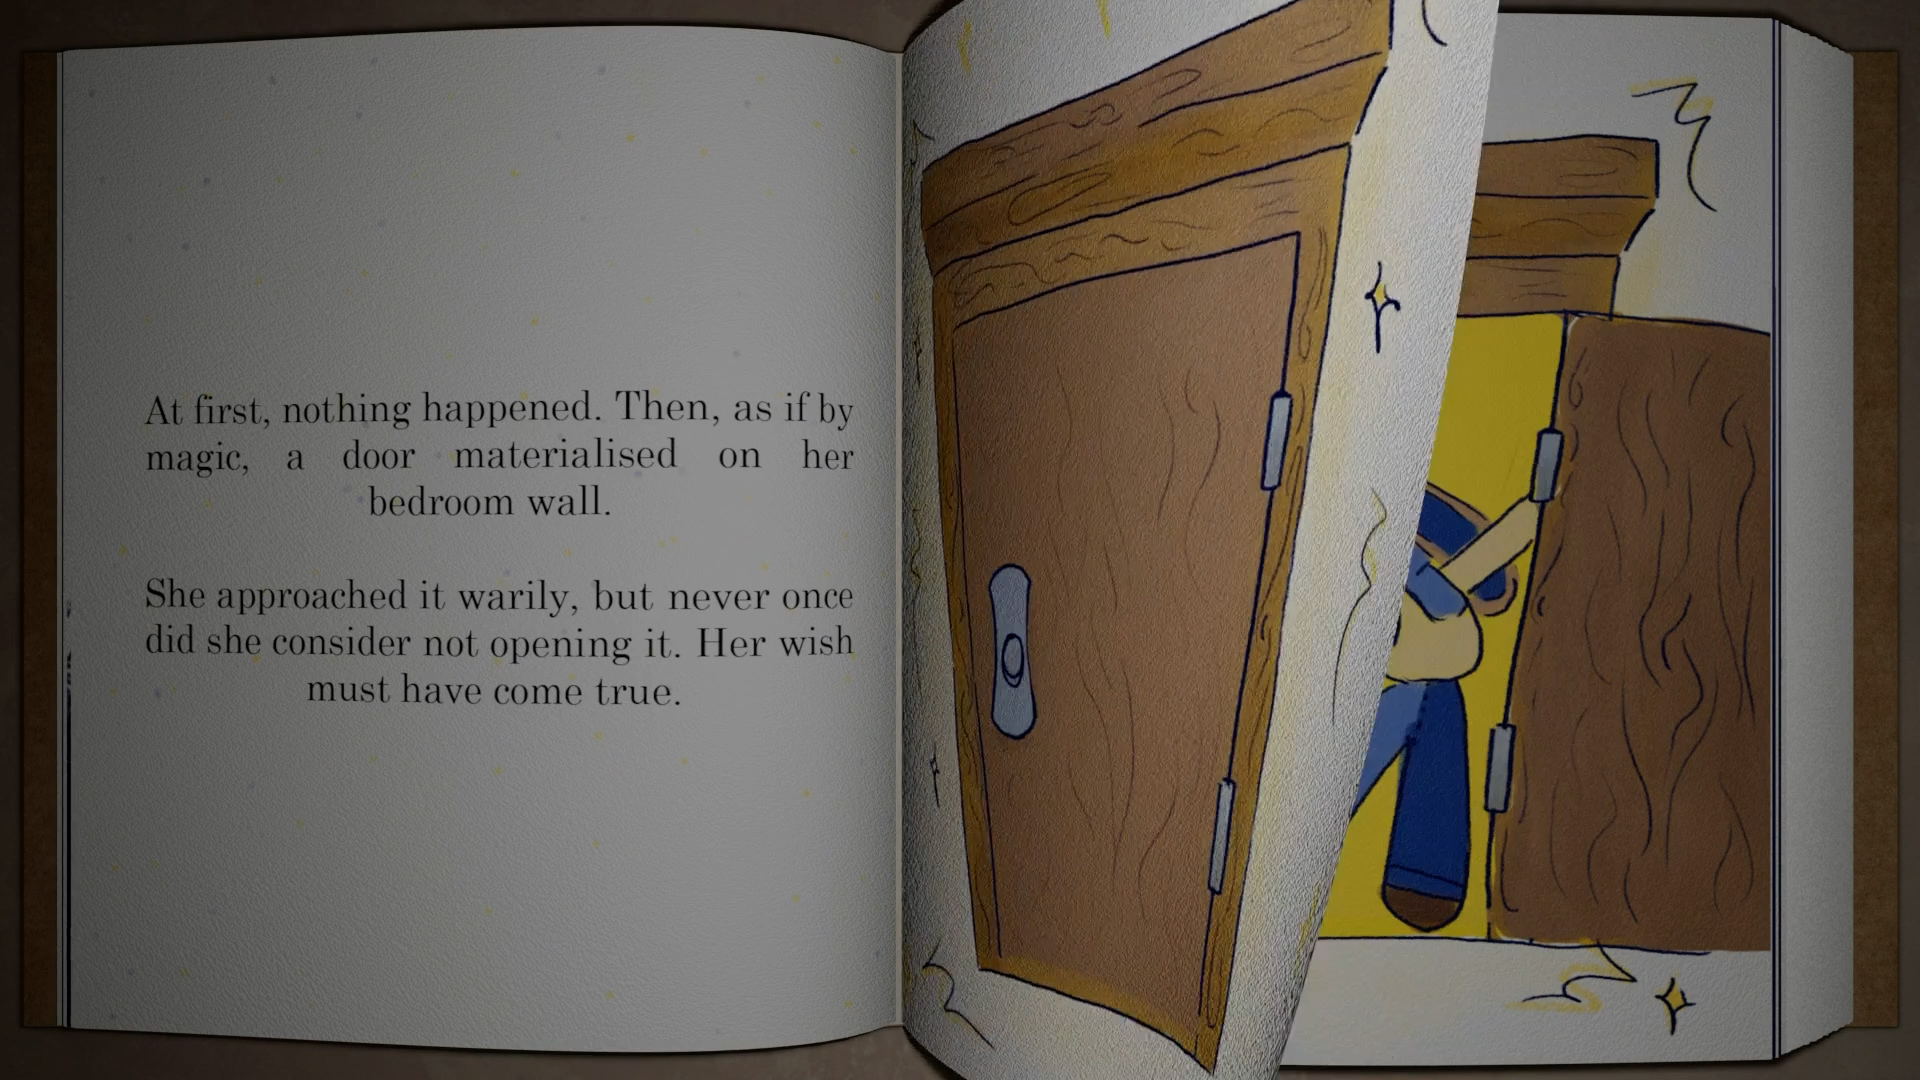 At first, nothing happened. Then, as if by
magic, a door materialised on her
bedroom wall.
She approached it warily, but never once
did she consider not opening it. Her wish
must have come true.